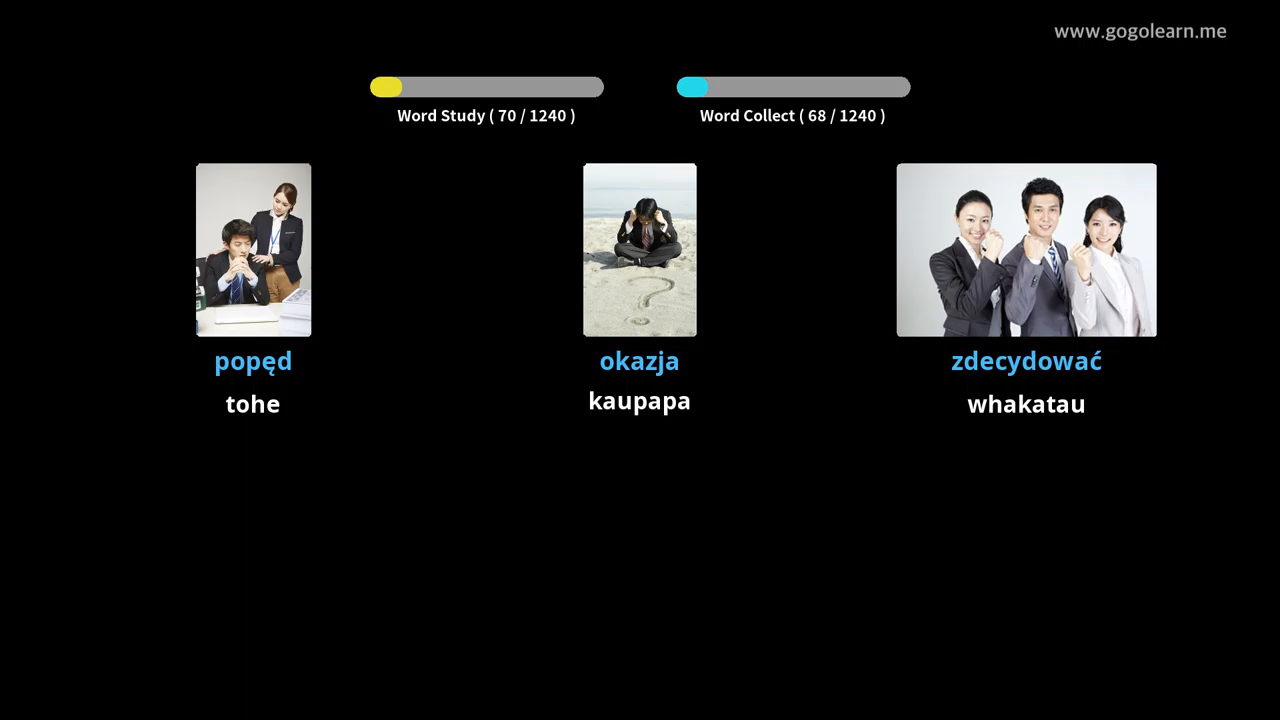 www.gogolearn.me
Word Study ( 70 / 1240 )
Word Collect ( 68 / 1240 )
popęd
okazja
zdecydować
tohe
kaupapa
whakatau